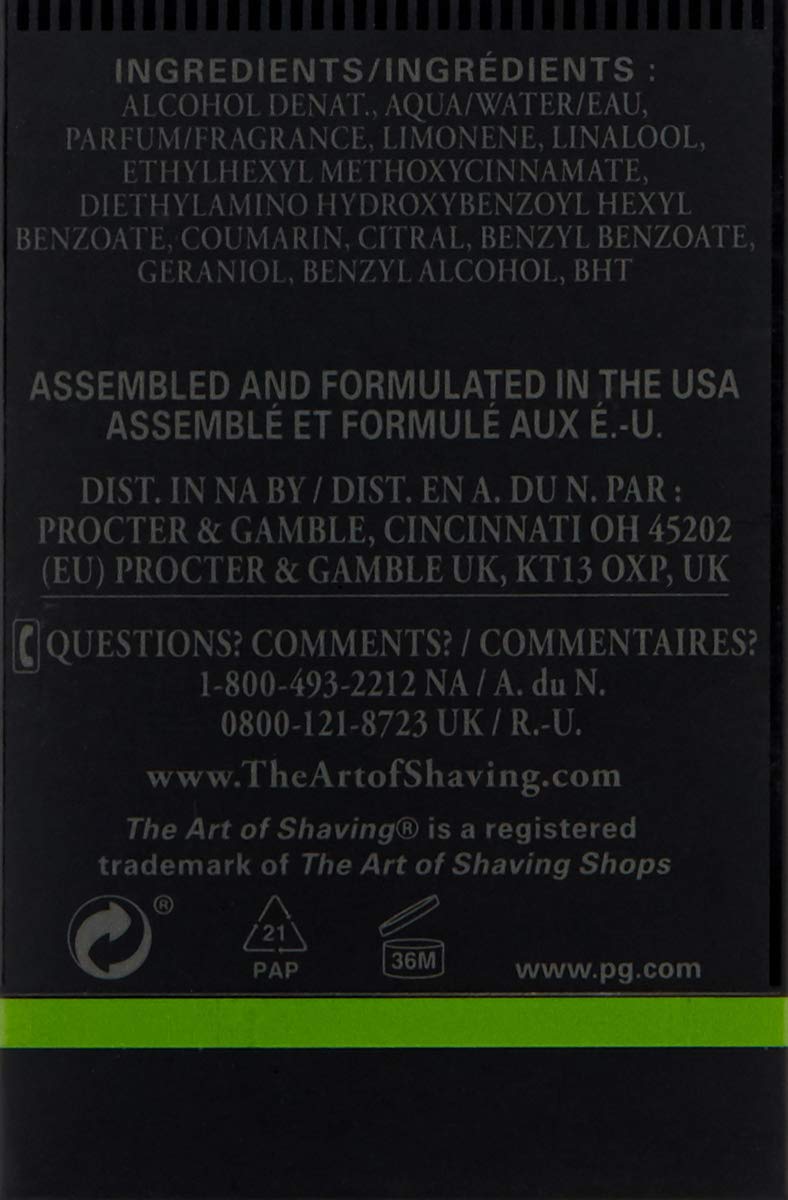 INGREDIENTS/INGRÉDIENTS :
ALCOHOL DENAT., AQUA/WATER/EAU,
PARFUM/FRAGRANCE, LIMONENE, LINALOOL,
ETHYLHEXYL METHOXYCINNAMATE,
DIETHYLAMINO HYDROXYBENZOYL HEXYL
BENZOATE, COUMARIN, CITRAL, BENZYL BENZOATE,
GERANIOL, BENZYL ALCOHOL, BHT
ASSEMBLED AND FORMULATED IN THE USA
ASSEMBLÉ ET FORMULÉ AUX É.-U.
DIST. IN NA BY / DIST. EN A. DU N. PAR :
PROCTER & GAMBLE, CINCINNATI OH 45202
(EU) PROCTER & GAMBLE UK, KT13 OXP, UK
QUESTIONS? COMMENTS? / COMMENTAIRES?
1-800-493-2212 NA / A. du N.
0800-121-8723 UK / R.-U.
www.TheArtofShaving.com
The Art of Shaving® is a registered
trademark of The Art of Shaving Shops
®
21
PAP
36M
www.pg.com